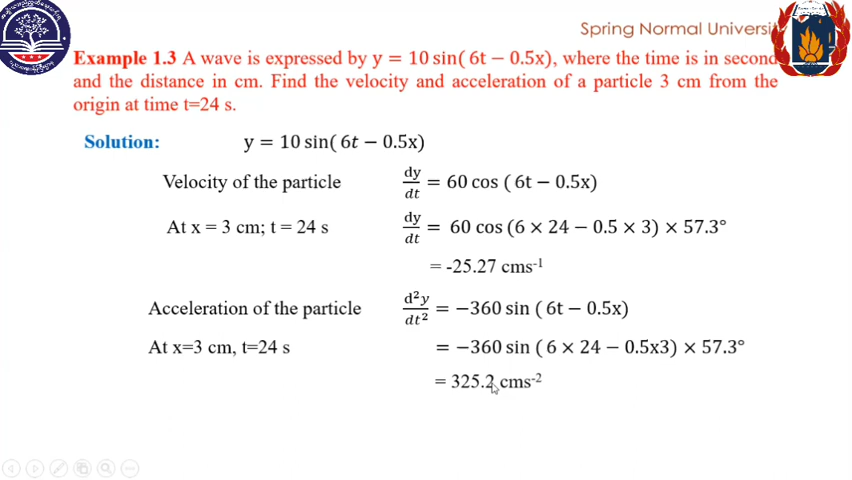 Spring Normal Universi
Example 1.3 A wave is expressed by y = 10 sin( 6t − 0.5x), where the time is in second
and the distance in cm. Find the velocity and acceleration of a particle 3 cm from the
origin at time t=24 s.
Solution: y = 10 sin( 6t − 0.5x)
Velocity of the particle dy/dt = 60 cos ( 6t − 0.5x)
At x = 3 cm; t = 24 s dy/dt = 60 cos (6 × 24 − 0.5 × 3) × 57.3°
= -25.27 cms⁻¹
Acceleration of the particle d²y/dt² = −360 sin ( 6t − 0.5x)
At x=3 cm, t=24 s = −360 sin ( 6 × 24 − 0.5x3) × 57.3°
= 325.2 cms⁻²